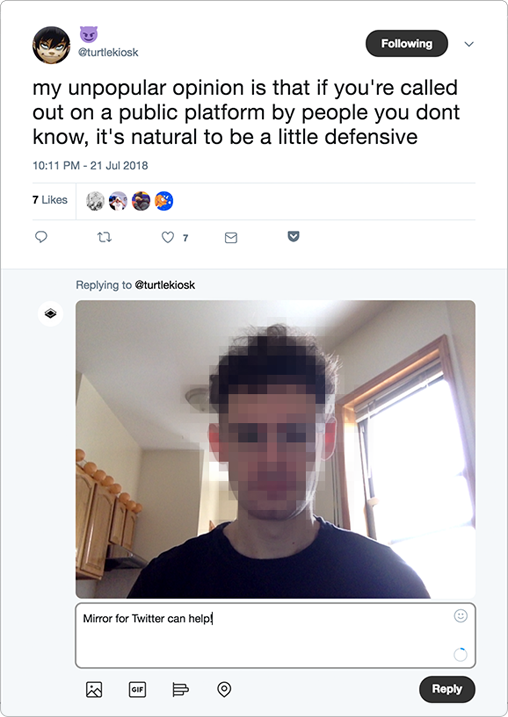 😈
@turtlekiosk
Following
my unpopular opinion is that if you're called
out on a public platform by people you dont
know, it's natural to be a little defensive
10:11 PM - 21 Jul 2018
7 Likes
7
Replying to @turtlekiosk
Mirror for Twitter can help!
GIF
Reply